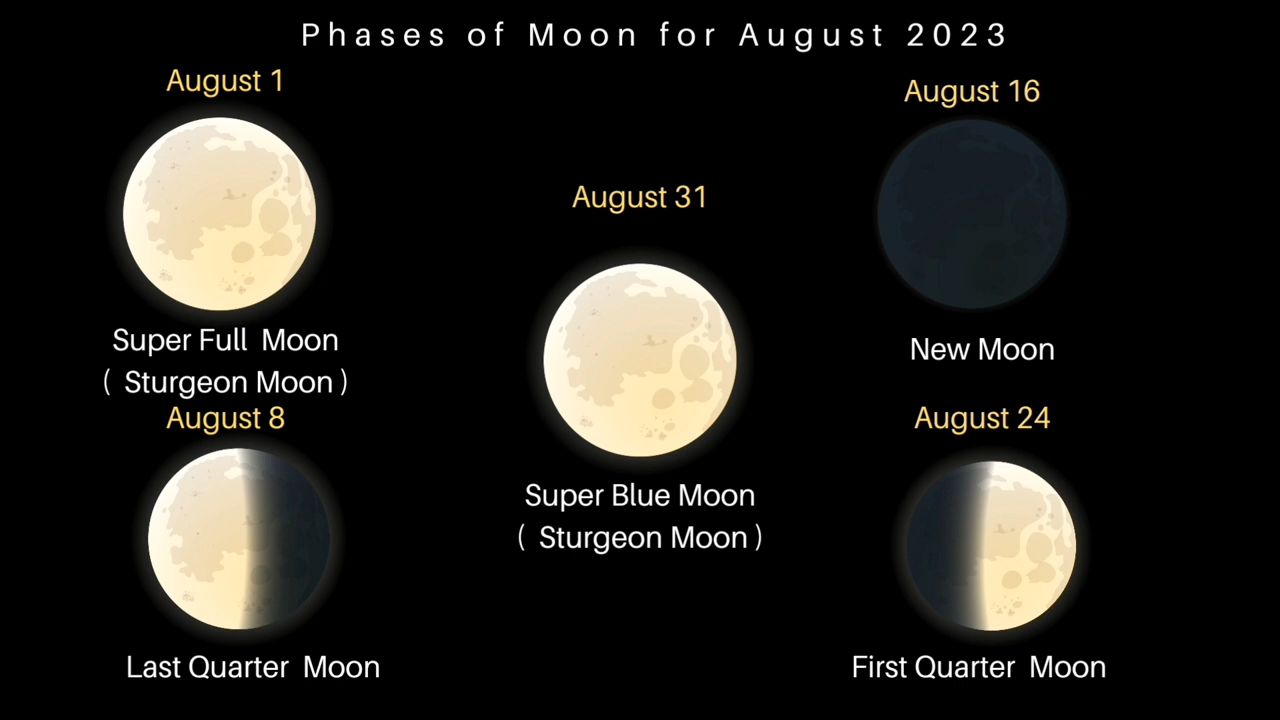 Phases of Moon for August 2023
August 1
Super Full Moon
( Sturgeon Moon )
August 8
Last Quarter Moon
August 31
Super Blue Moon
( Sturgeon Moon )
August 16
New Moon
August 24
First Quarter Moon